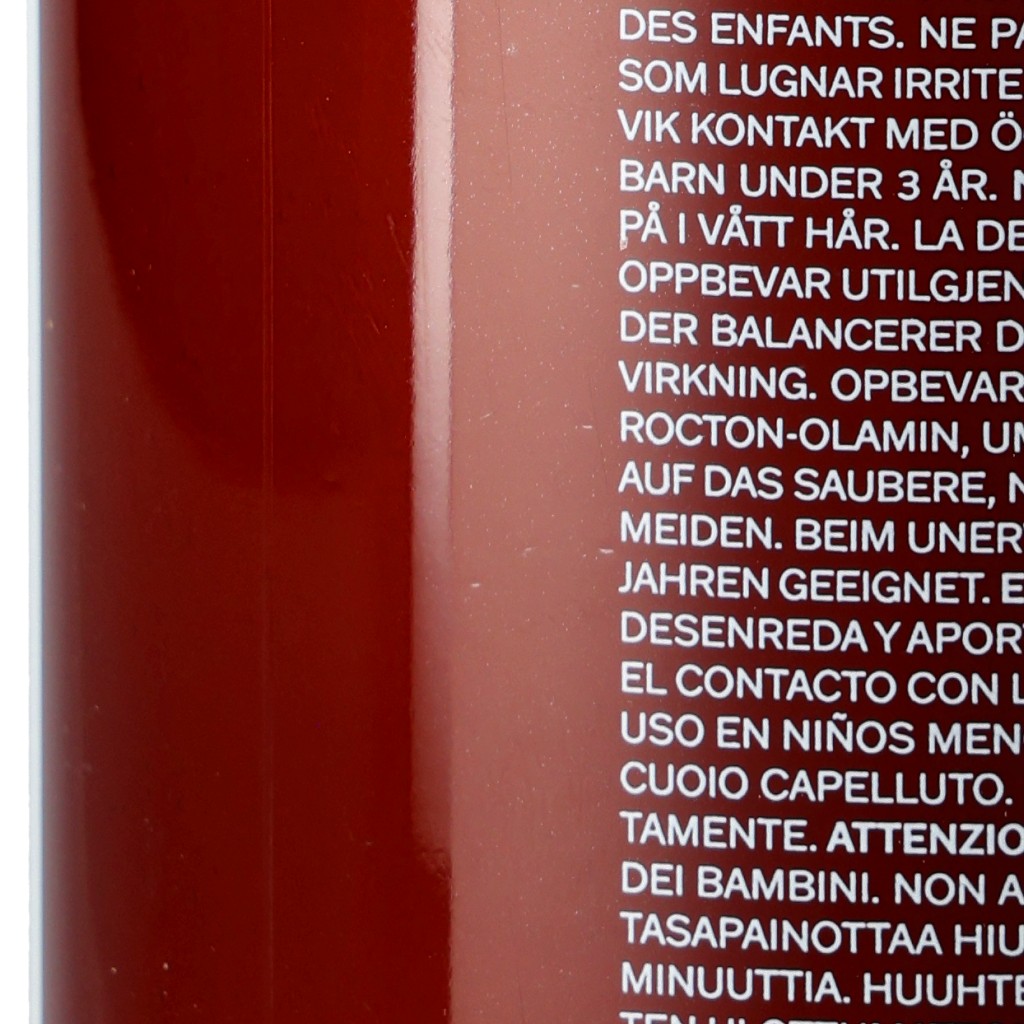 DES ENFANTS. NE PA
SOM LUGNAR IRRITE
VIK KONTAKT MED Ö
BARN UNDER 3 ÅR. N
PÅ I VÅTT HÅR. LA DE
OPPBEVAR UTILGJEN
DER BALANCERER D
VIRKNING. OPBEVAR
ROCTON-OLAMIN, UM
AUF DAS SAUBERE, N
MEIDEN. BEIM UNER
JAHREN GEEIGNET. E
DESENREDA Y APOR
EL CONTACTO CON L
USO EN NIÑOS MEN
CUOIO CAPELLUTO.
TAMENTE. ATTENZIO
DEI BAMBINI. NON A
TASAPAINOTTAA HIU
MINUUTTIA. HUUHTE